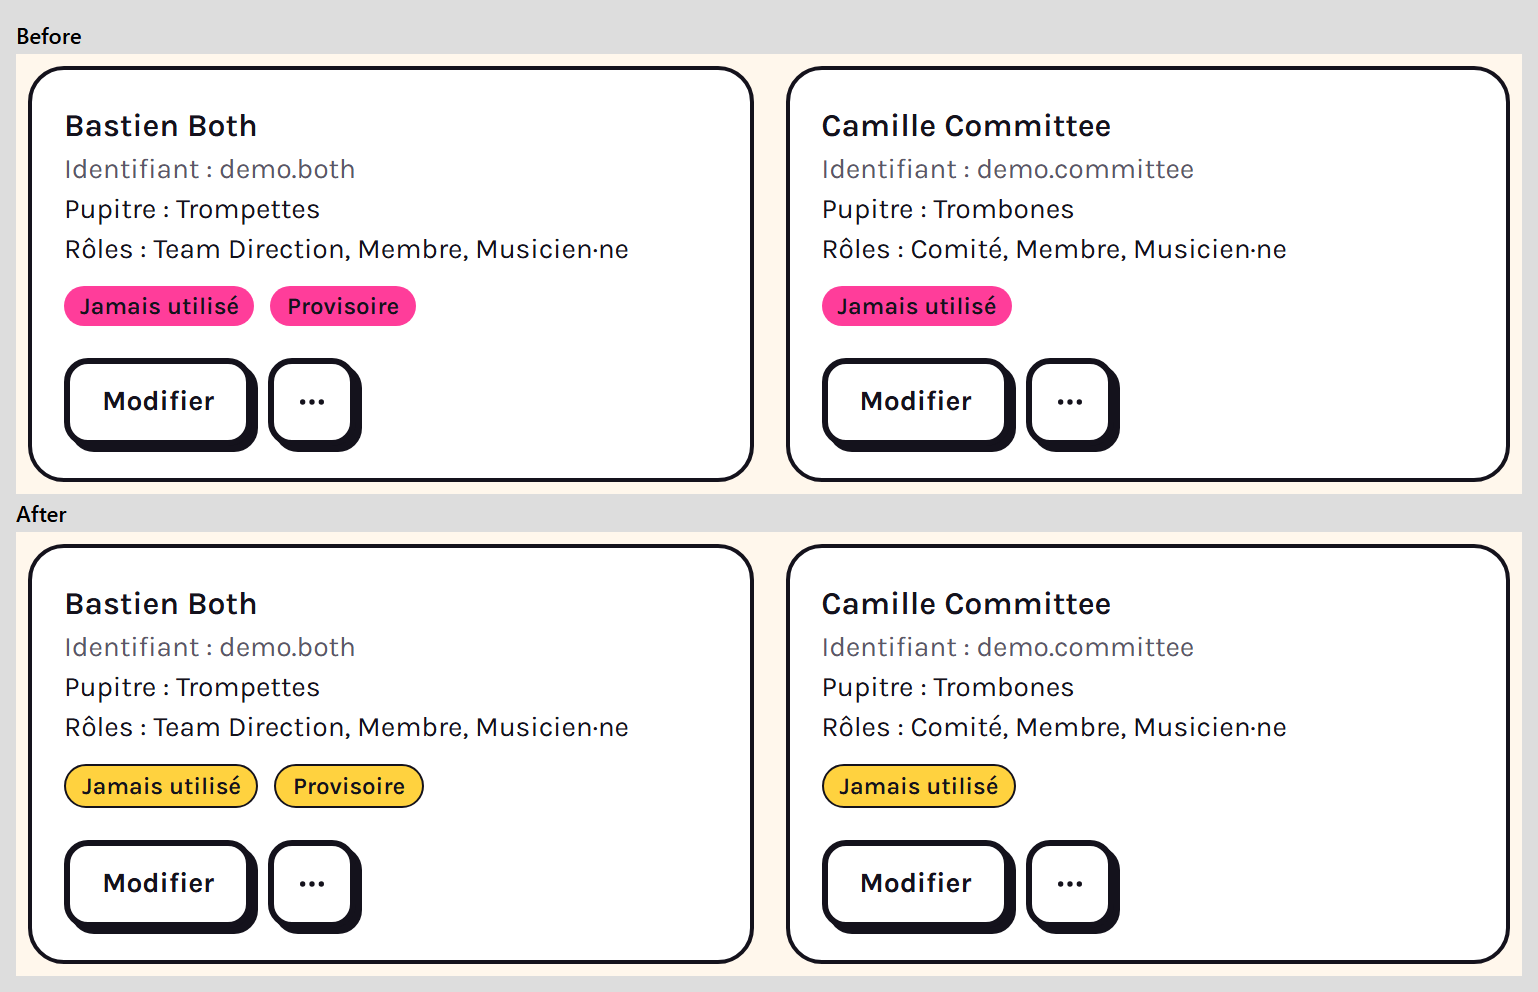 Before
Bastien Both
Identifiant : demo.both
Pupitre : Trompettes
Rôles : Team Direction, Membre, Musicien·ne
Jamais utilisé Provisoire
Modifier ···
Camille Committee
Identifiant : demo.committee
Pupitre : Trombones
Rôles : Comité, Membre, Musicien·ne
Jamais utilisé
Modifier ···
After
Bastien Both
Identifiant : demo.both
Pupitre : Trompettes
Rôles : Team Direction, Membre, Musicien·ne
Jamais utilisé Provisoire
Modifier ···
Camille Committee
Identifiant : demo.committee
Pupitre : Trombones
Rôles : Comité, Membre, Musicien·ne
Jamais utilisé
Modifier ···